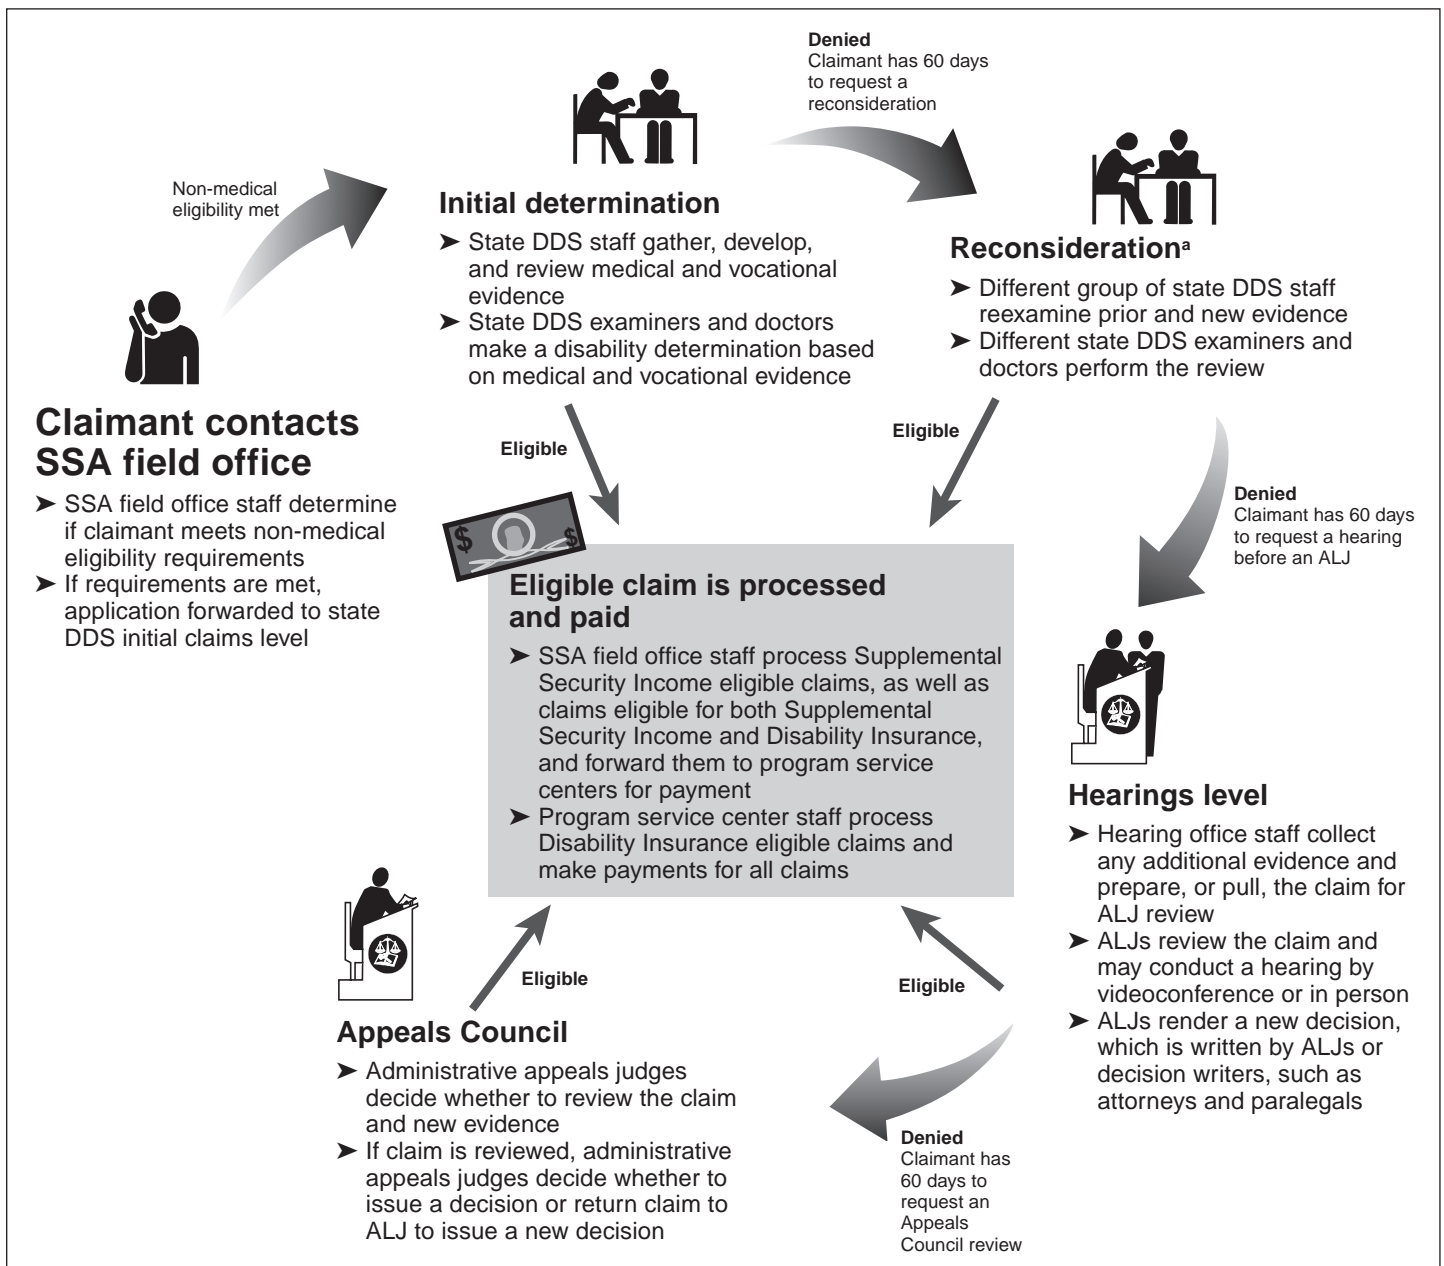 Non-medical
eligibility met
Claimant contacts
SSA field office
➤ SSA field office staff determine
if claimant meets non-medical
eligibility requirements
➤ If requirements are met,
application forwarded to state
DDS initial claims level
Initial determination
➤ State DDS staff gather, develop,
and review medical and vocational
evidence
➤ State DDS examiners and doctors
make a disability determination based
on medical and vocational evidence
Denied
Claimant has 60 days
to request a
reconsideration
Reconsiderationᵃ
➤ Different group of state DDS staff
reexamine prior and new evidence
➤ Different state DDS examiners and
doctors perform the review
Eligible
Eligible
Denied
Claimant has 60 days
to request a hearing
before an ALJ
$ $
Eligible claim is processed
and paid
➤ SSA field office staff process Supplemental
Security Income eligible claims, as well as
claims eligible for both Supplemental
Security Income and Disability Insurance,
and forward them to program service
centers for payment
➤ Program service center staff process
Disability Insurance eligible claims and
make payments for all claims
Hearings level
➤ Hearing office staff collect
any additional evidence and
prepare, or pull, the claim for
ALJ review
➤ ALJs review the claim and
may conduct a hearing by
videoconference or in person
➤ ALJs render a new decision,
which is written by ALJs or
decision writers, such as
attorneys and paralegals
Eligible
Eligible
Denied
Claimant has
60 days to
request an
Appeals
Council review
Appeals Council
➤ Administrative appeals judges
decide whether to review the claim
and new evidence
➤ If claim is reviewed, administrative
appeals judges decide whether to
issue a decision or return claim to
ALJ to issue a new decision